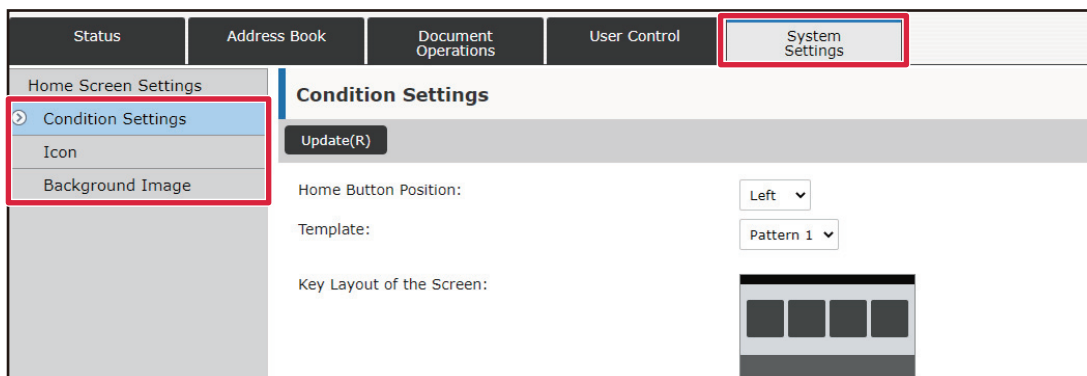 Status
Address Book
Document
Operations
User Control
System
Settings
Home Screen Settings
Condition Settings
Icon
Background Image
Condition Settings
Update(R)
Home Button Position:
Left
Template:
Pattern 1
Key Layout of the Screen: